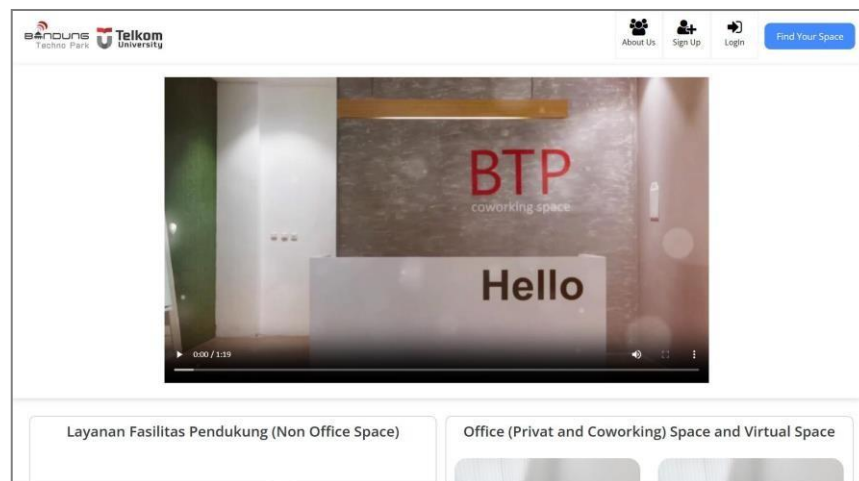 BANDUNG
Techno Park
Telkom
University
About Us
Sign Up
Login
Find Your Space
BTP
coworking space
Hello
0:00 / 1:19
Layanan Fasilitas Pendukung (Non Office Space)
Office (Privat and Coworking) Space and Virtual Space